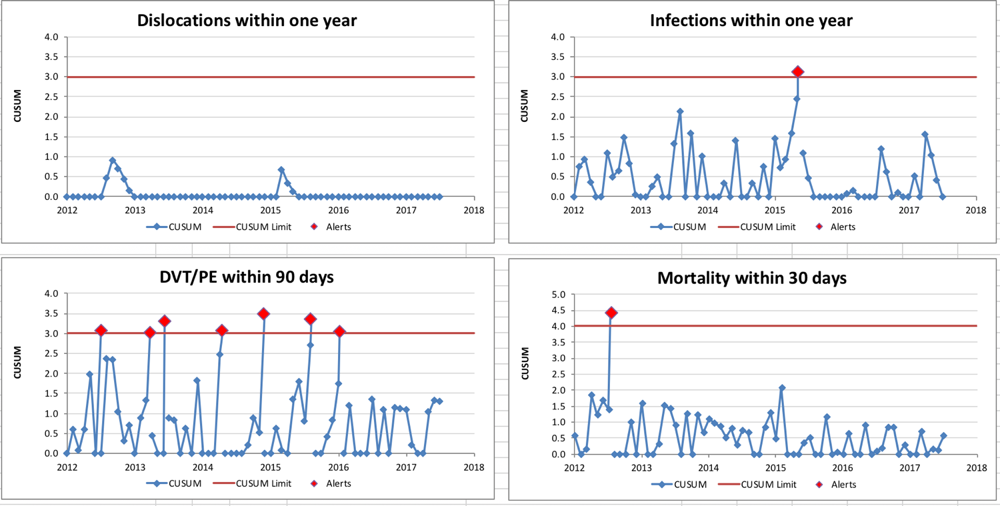 Dislocations within one year
CUSUM
4.0
3.5
3.0
2.5
2.0
1.5
1.0
0.5
0.0
2012 2013 2014 2015 2016 2017 2018
CUSUM CUSUM Limit Alerts
Infections within one year
CUSUM
4.0
3.5
3.0
2.5
2.0
1.5
1.0
0.5
0.0
2012 2013 2014 2015 2016 2017 2018
CUSUM CUSUM Limit Alerts
DVT/PE within 90 days
CUSUM
4.0
3.5
3.0
2.5
2.0
1.5
1.0
0.5
0.0
2012 2013 2014 2015 2016 2017 2018
CUSUM CUSUM Limit Alerts
Mortality within 30 days
CUSUM
5.0
4.5
4.0
3.5
3.0
2.5
2.0
1.5
1.0
0.5
0.0
2012 2013 2014 2015 2016 2017 2018
CUSUM CUSUM Limit Alerts